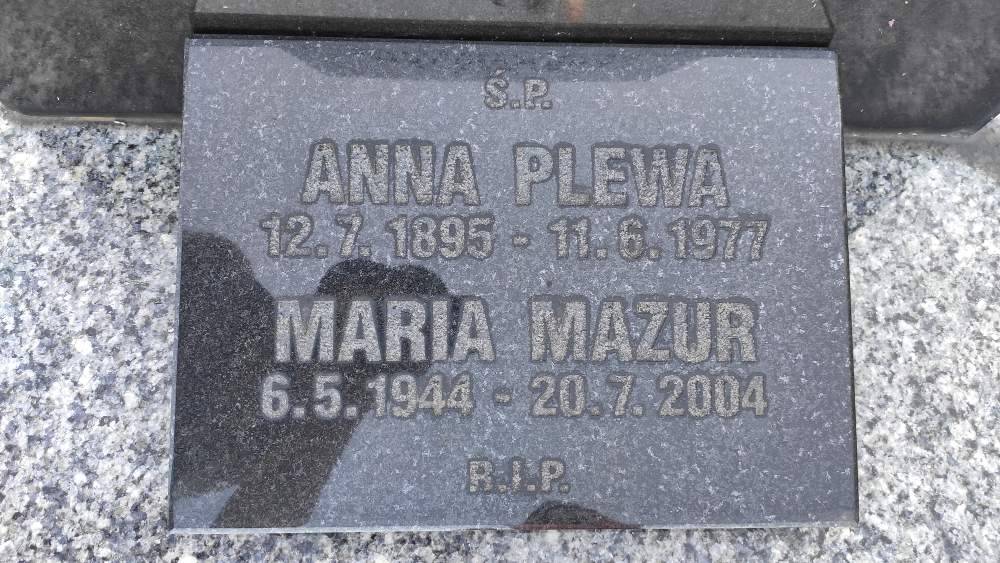 Ś.P.
ANNA PLEWA
12.7.1895 - 11.6.1977
MARIA MAZUR
6.5.1944 - 20.7.2004
R.I.P.